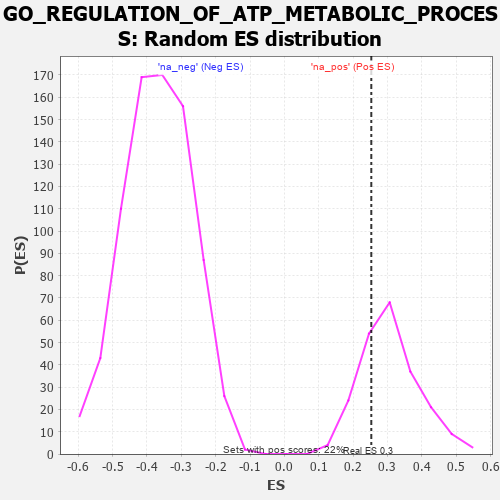 GO_REGULATION_OF_ATP_METABOLIC_PROCES
S: Random ES distribution
'na_neg' (Neg ES) 'na_pos' (Pos ES)
170
160
150
140
130
120
110
100
90
80
70
60
50
40
30
20
10
0
P(ES)
Sets with pos scores: 22%
Real ES 0.3
-0.6 -0.5 -0.4 -0.3 -0.2 -0.1 0.0 0.1 0.2 0.3 0.4 0.5 0.6
ES